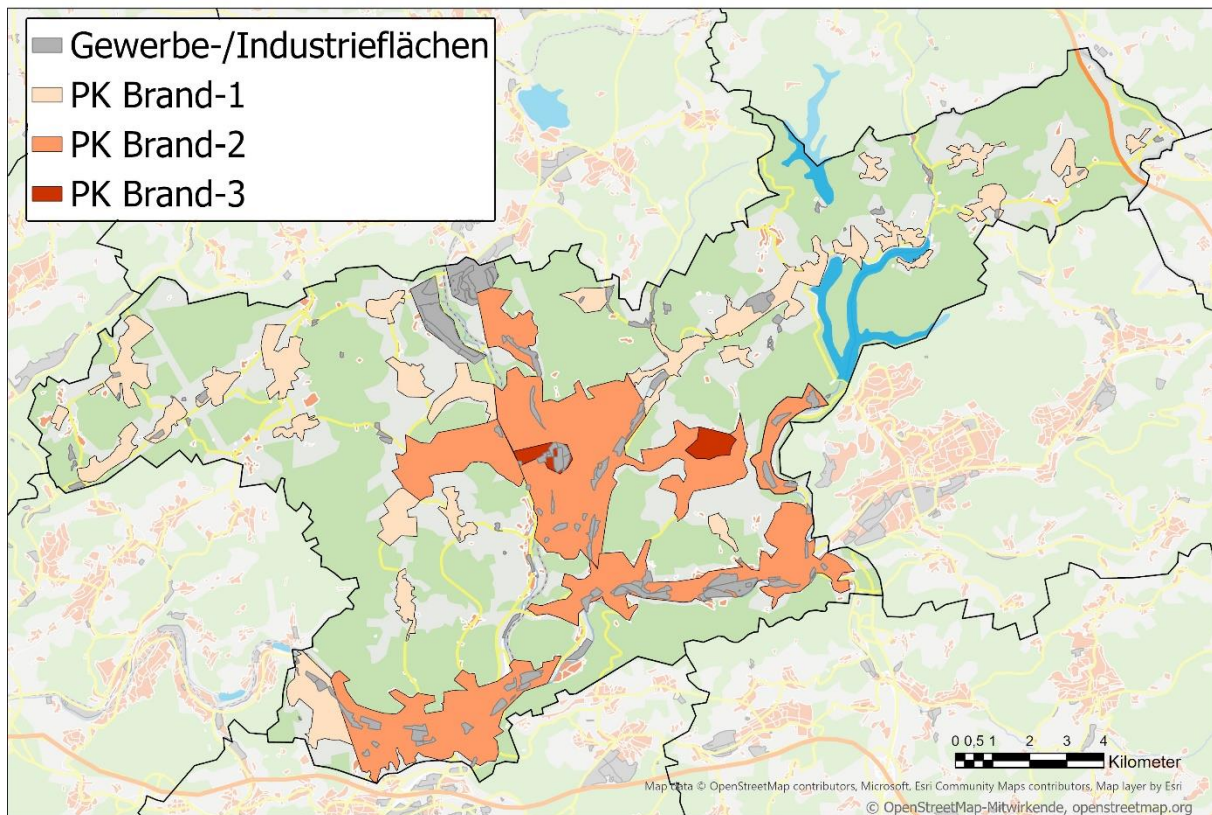 Gewerbe-/Industrieflächen
PK Brand-1
PK Brand-2
PK Brand-3
0 0,5 1 2 3 4
Kilometer
Map data © OpenStreetMap contributors, Microsoft, Esri Community Maps contributors, Map layer by Esri
© OpenStreetMap-Mitwirkende, openstreetmap.org